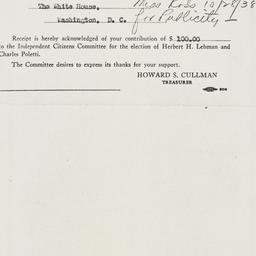 Miss Ross 10/28/38
The White House,
Washington, D. C.
for Publicity -
Receipt is hereby acknowledged of your contribution of $ 100.00
to the Independent Citizens Committee for the election of Herbert H. Lehman and
Charles Poletti.
The Committee desires to express its thanks for your support.
HOWARD S. CULLMAN
TREASURER